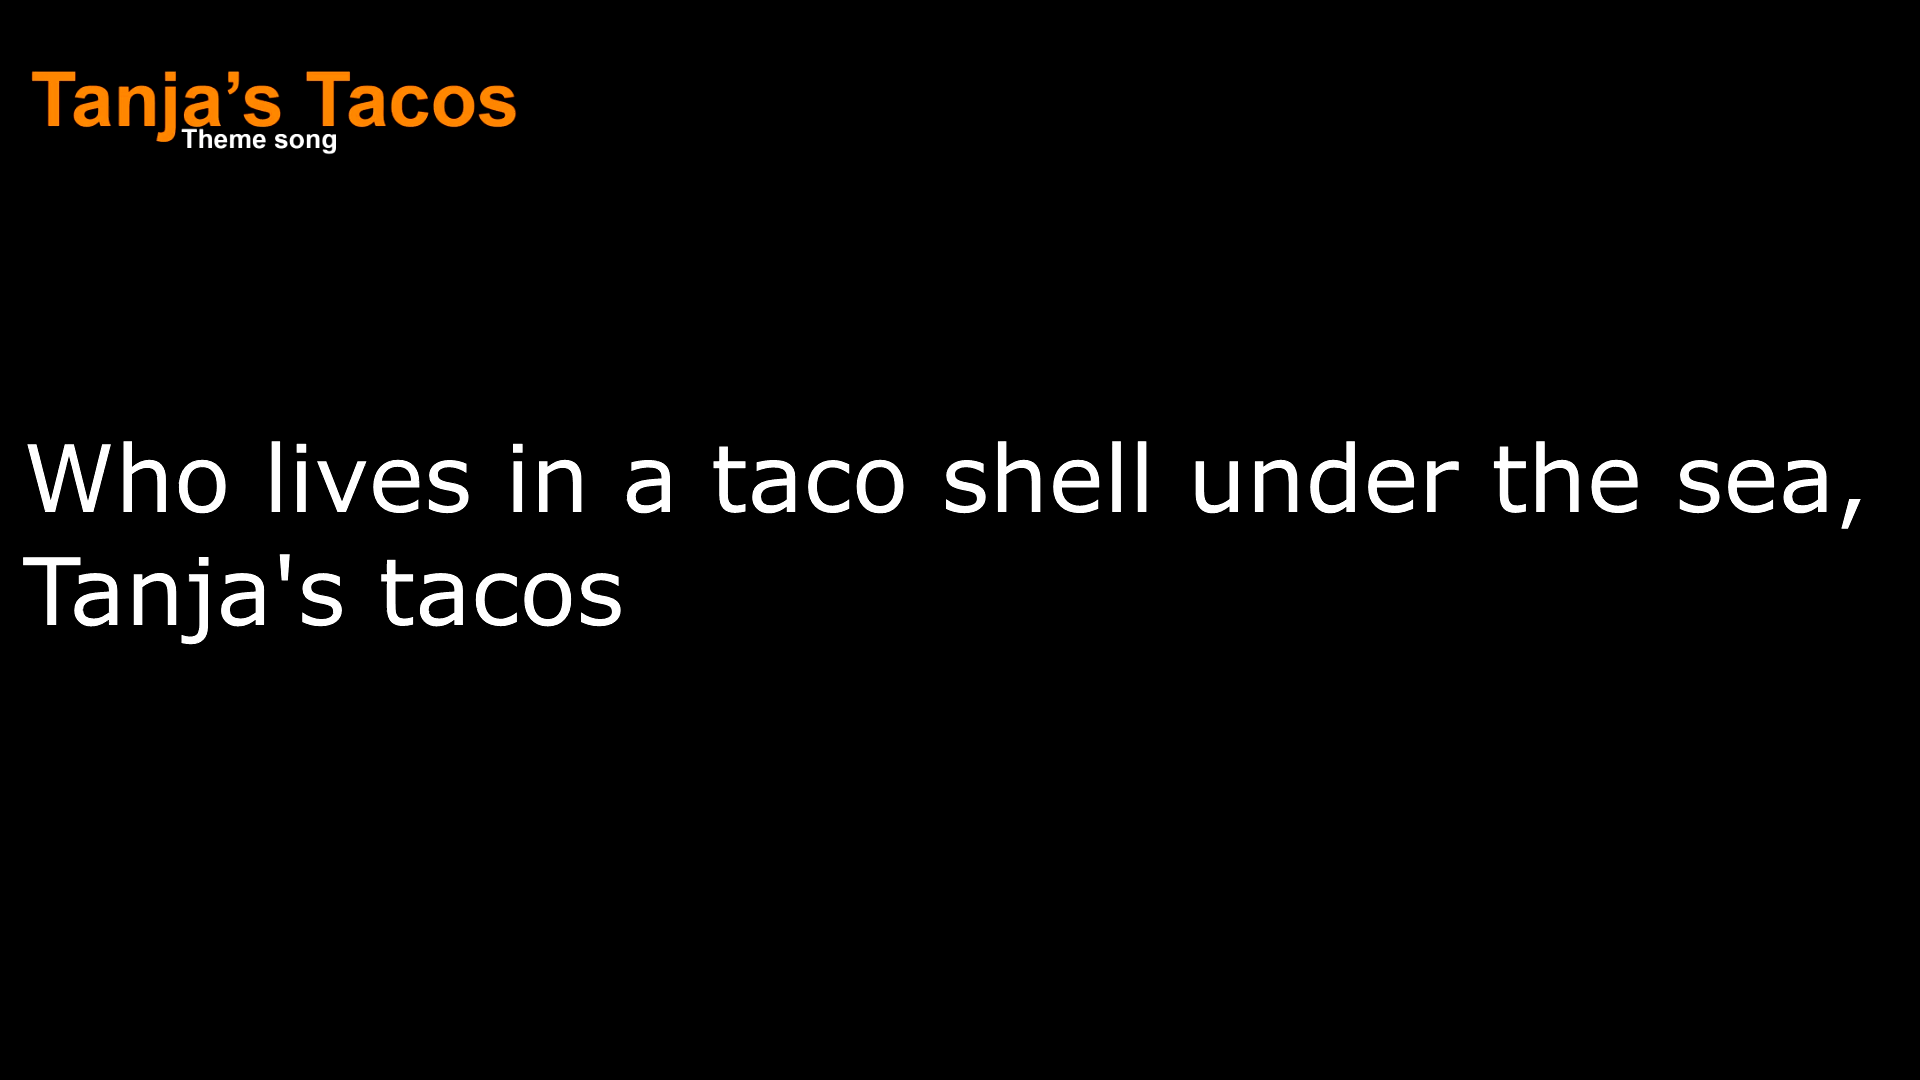 Tanja’s Tacos
Theme song
Who lives in a taco shell under the sea,
Tanja's tacos